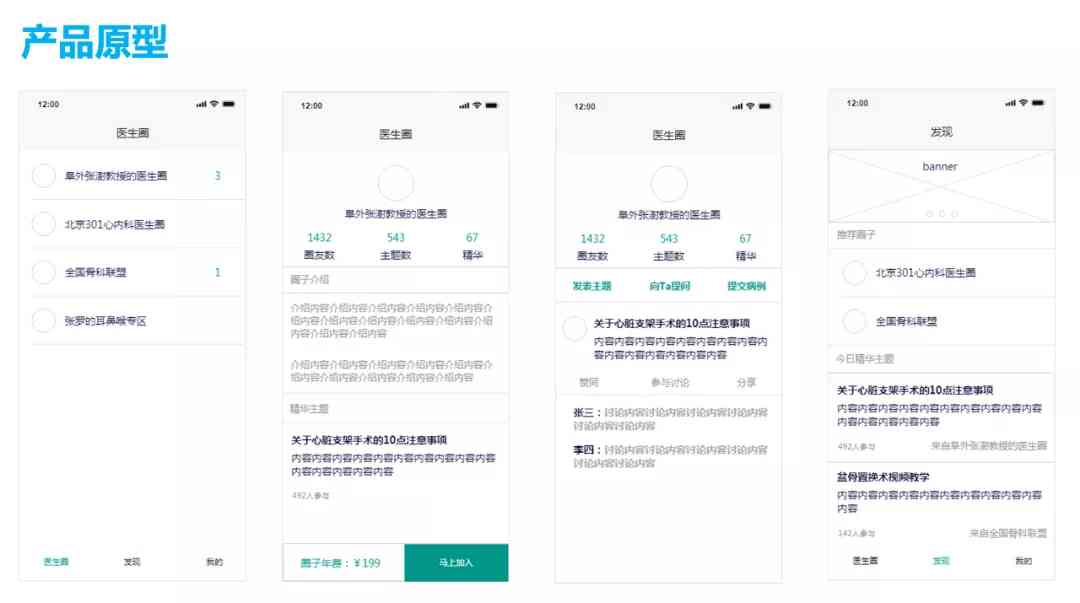 产品原型
12:00
医生圈
阜外张澍教授的医生圈 3
北京301心内科医生圈
全国骨科联盟 1
张罗的耳鼻喉专区
医生圈 发现 我的
12:00
医生圈
阜外张澍教授的医生圈
1432 543 67
圈友数 主题数 精华
圈子介绍
介绍内容介绍内容介绍内容介绍内容介绍内容介
绍内容介绍内容介绍内容介绍内容介绍内容介绍内容
介绍内容介绍内容介绍内容
介绍内容介绍内容介绍内容介绍内容介绍内容介
绍内容介绍内容介绍内容介绍内容介绍内容
精华主题
关于心脏支架手术的10点注意事项
内容内容内容内容内容内容内容内容内容内容
内容内容内容内容内容
492人参与
圈子年费：￥199 马上加入
12:00
医生圈
阜外张澍教授的医生圈
1432 543 67
圈友数 主题数 精华
发表主题 向Ta提问 提交病例
关于心脏支架手术的10点注意事项
内容内容内容内容内容内容内容内
容内容内容内容内容内容内容
赞同 参与讨论 分享
张三：讨论内容讨论内容讨论内容讨论内容
讨论内容讨论内容
李四：讨论内容讨论内容讨论内容讨论内容
讨论内容讨论内容
12:00
发现
banner
推荐圈子
北京301心内科医生圈
全国骨科联盟
今日精华主题
关于心脏支架手术的10点注意事项
内容内容内容内容内容内容内容内容内容内容
内容内容内容内容内容
492人参与 来自阜外张澍教授的医生圈
盆骨置换术视频教学
内容内容内容内容内容内容内容内容内容内容
内容
142人参与 来自全国骨科联盟
医生圈 发现 我的